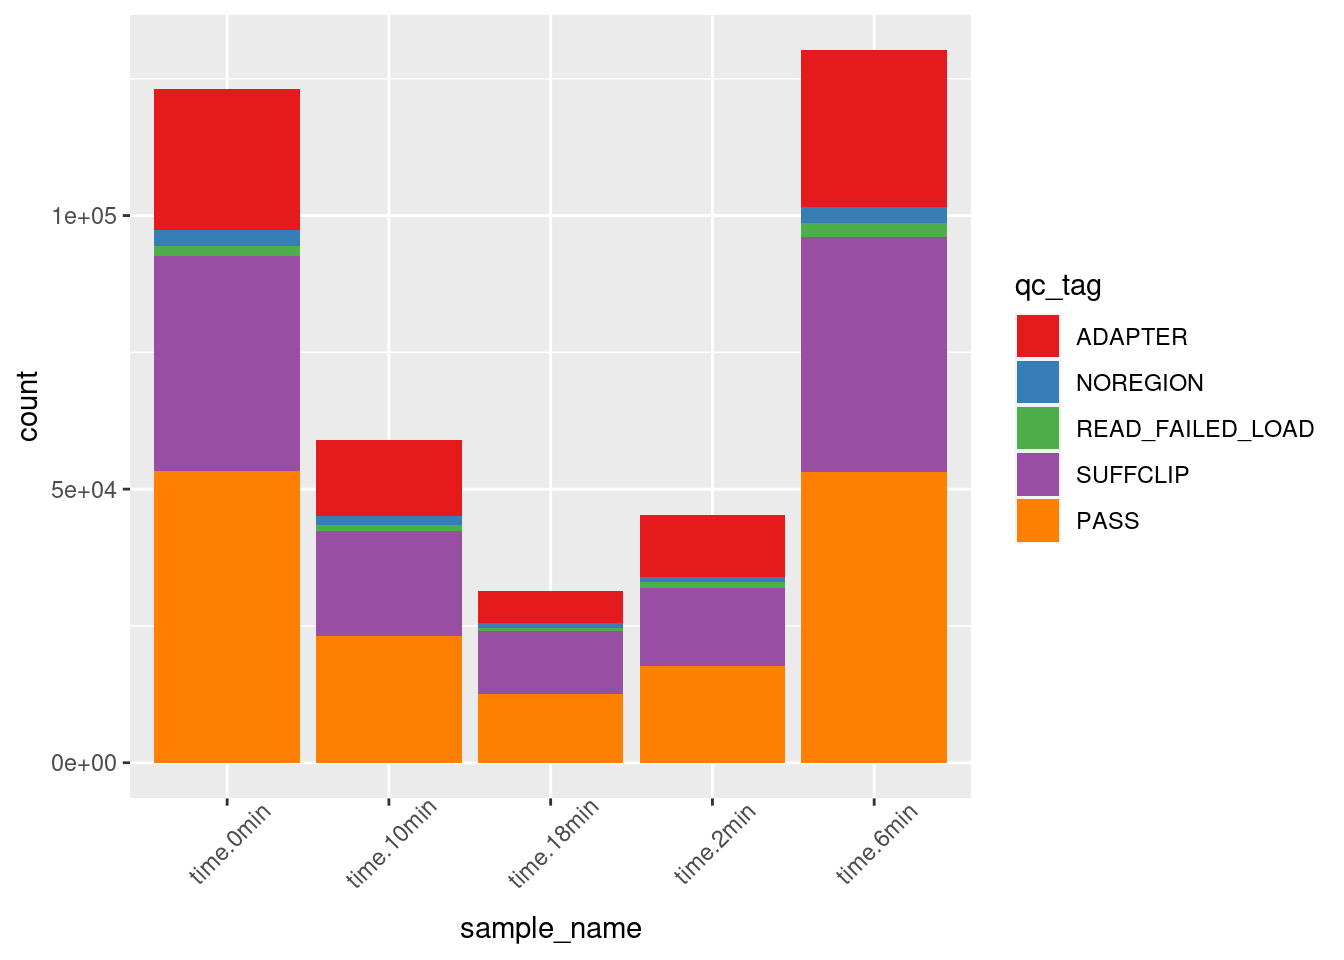 count
1e+05
5e+04
0e+00
time.0min
time.10min
time.18min
time.2min
time.6min
sample_name
qc_tag
ADAPTER
NOREGION
READ_FAILED_LOAD
SUFFCLIP
PASS